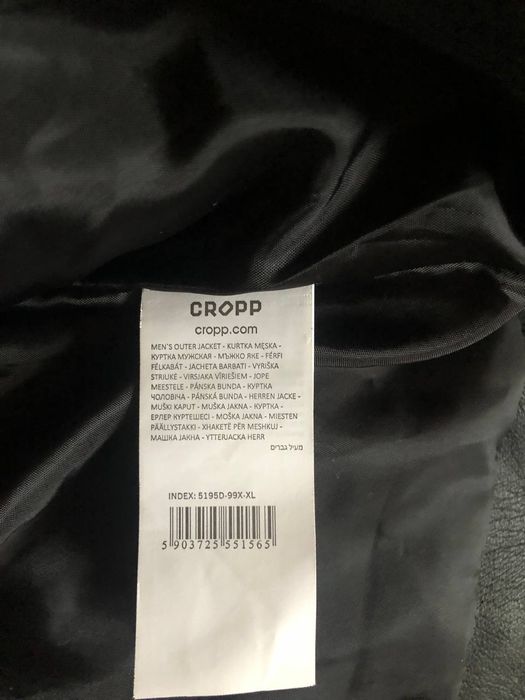 CROPP
cropp.com
MEN'S OUTER JACKET - KURTKA MĘSKA -
КУРТКА МУЖСКАЯ - МЪЖКО ЯКЕ - FÉRFI
FÉLKABÁT - JACHETA BARBATI - VYRIŠKA
STRIUKĖ - VIRSJAKA VĪRIEŠIEM - JOPE
MEESTELE - PÁNSKA BUNDA - КУРТКА
ЧОЛОВІЧА - PÁNSKÁ BUNDA - HERREN JACKE -
MUŠKI KAPUT - MUŠKA JAKNA - КУРТКА -
ЕРЛЕР КУРТЕШЕСІ - MOŠKA JAKNA - MIESTEN
PÄÄLLYSTAKKI - XHAKETË PËR MESHKUJ -
МАШКА ЈАКНА - YTTERJACKA HERR
מעיל גברים
INDEX: 5195D-99X-XL
5 903725 551565